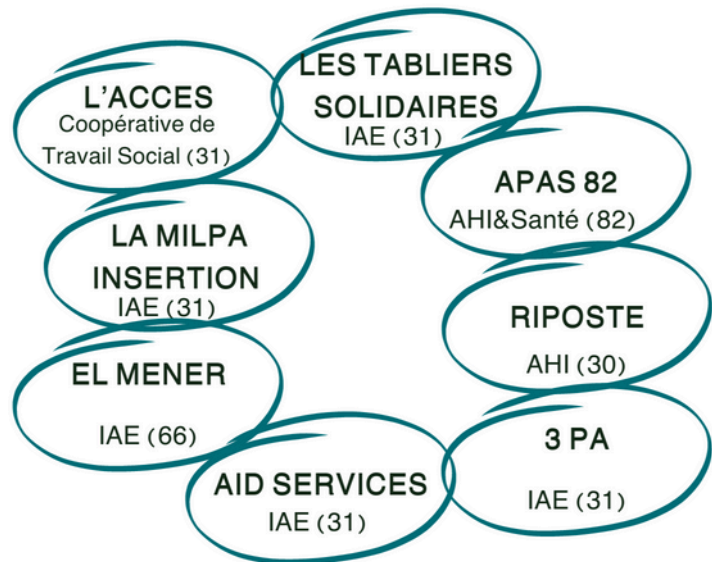 L'ACCES
Coopérative de
Travail Social (31)
LES TABLIERS
SOLIDAIRES
IAE (31)
APAS 82
AHI&Santé (82)
LA MILPA
INSERTION
IAE (31)
RIPOSTE
AHI (30)
EL MENER
IAE (66)
3 PA
IAE (31)
AID SERVICES
IAE (31)